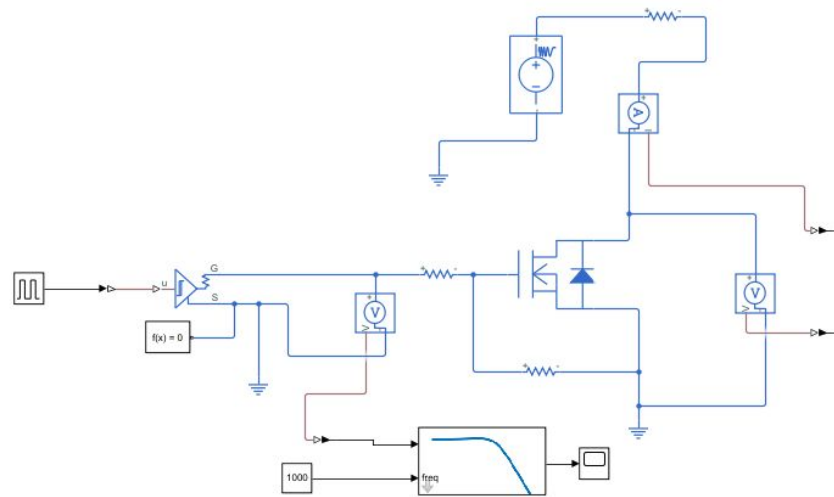 + -
+
+
−
-
+
A
I
G
u
S
+ -
+
V
V
-
+
V
V
-
f(x) = 0
+ -
1000
freq